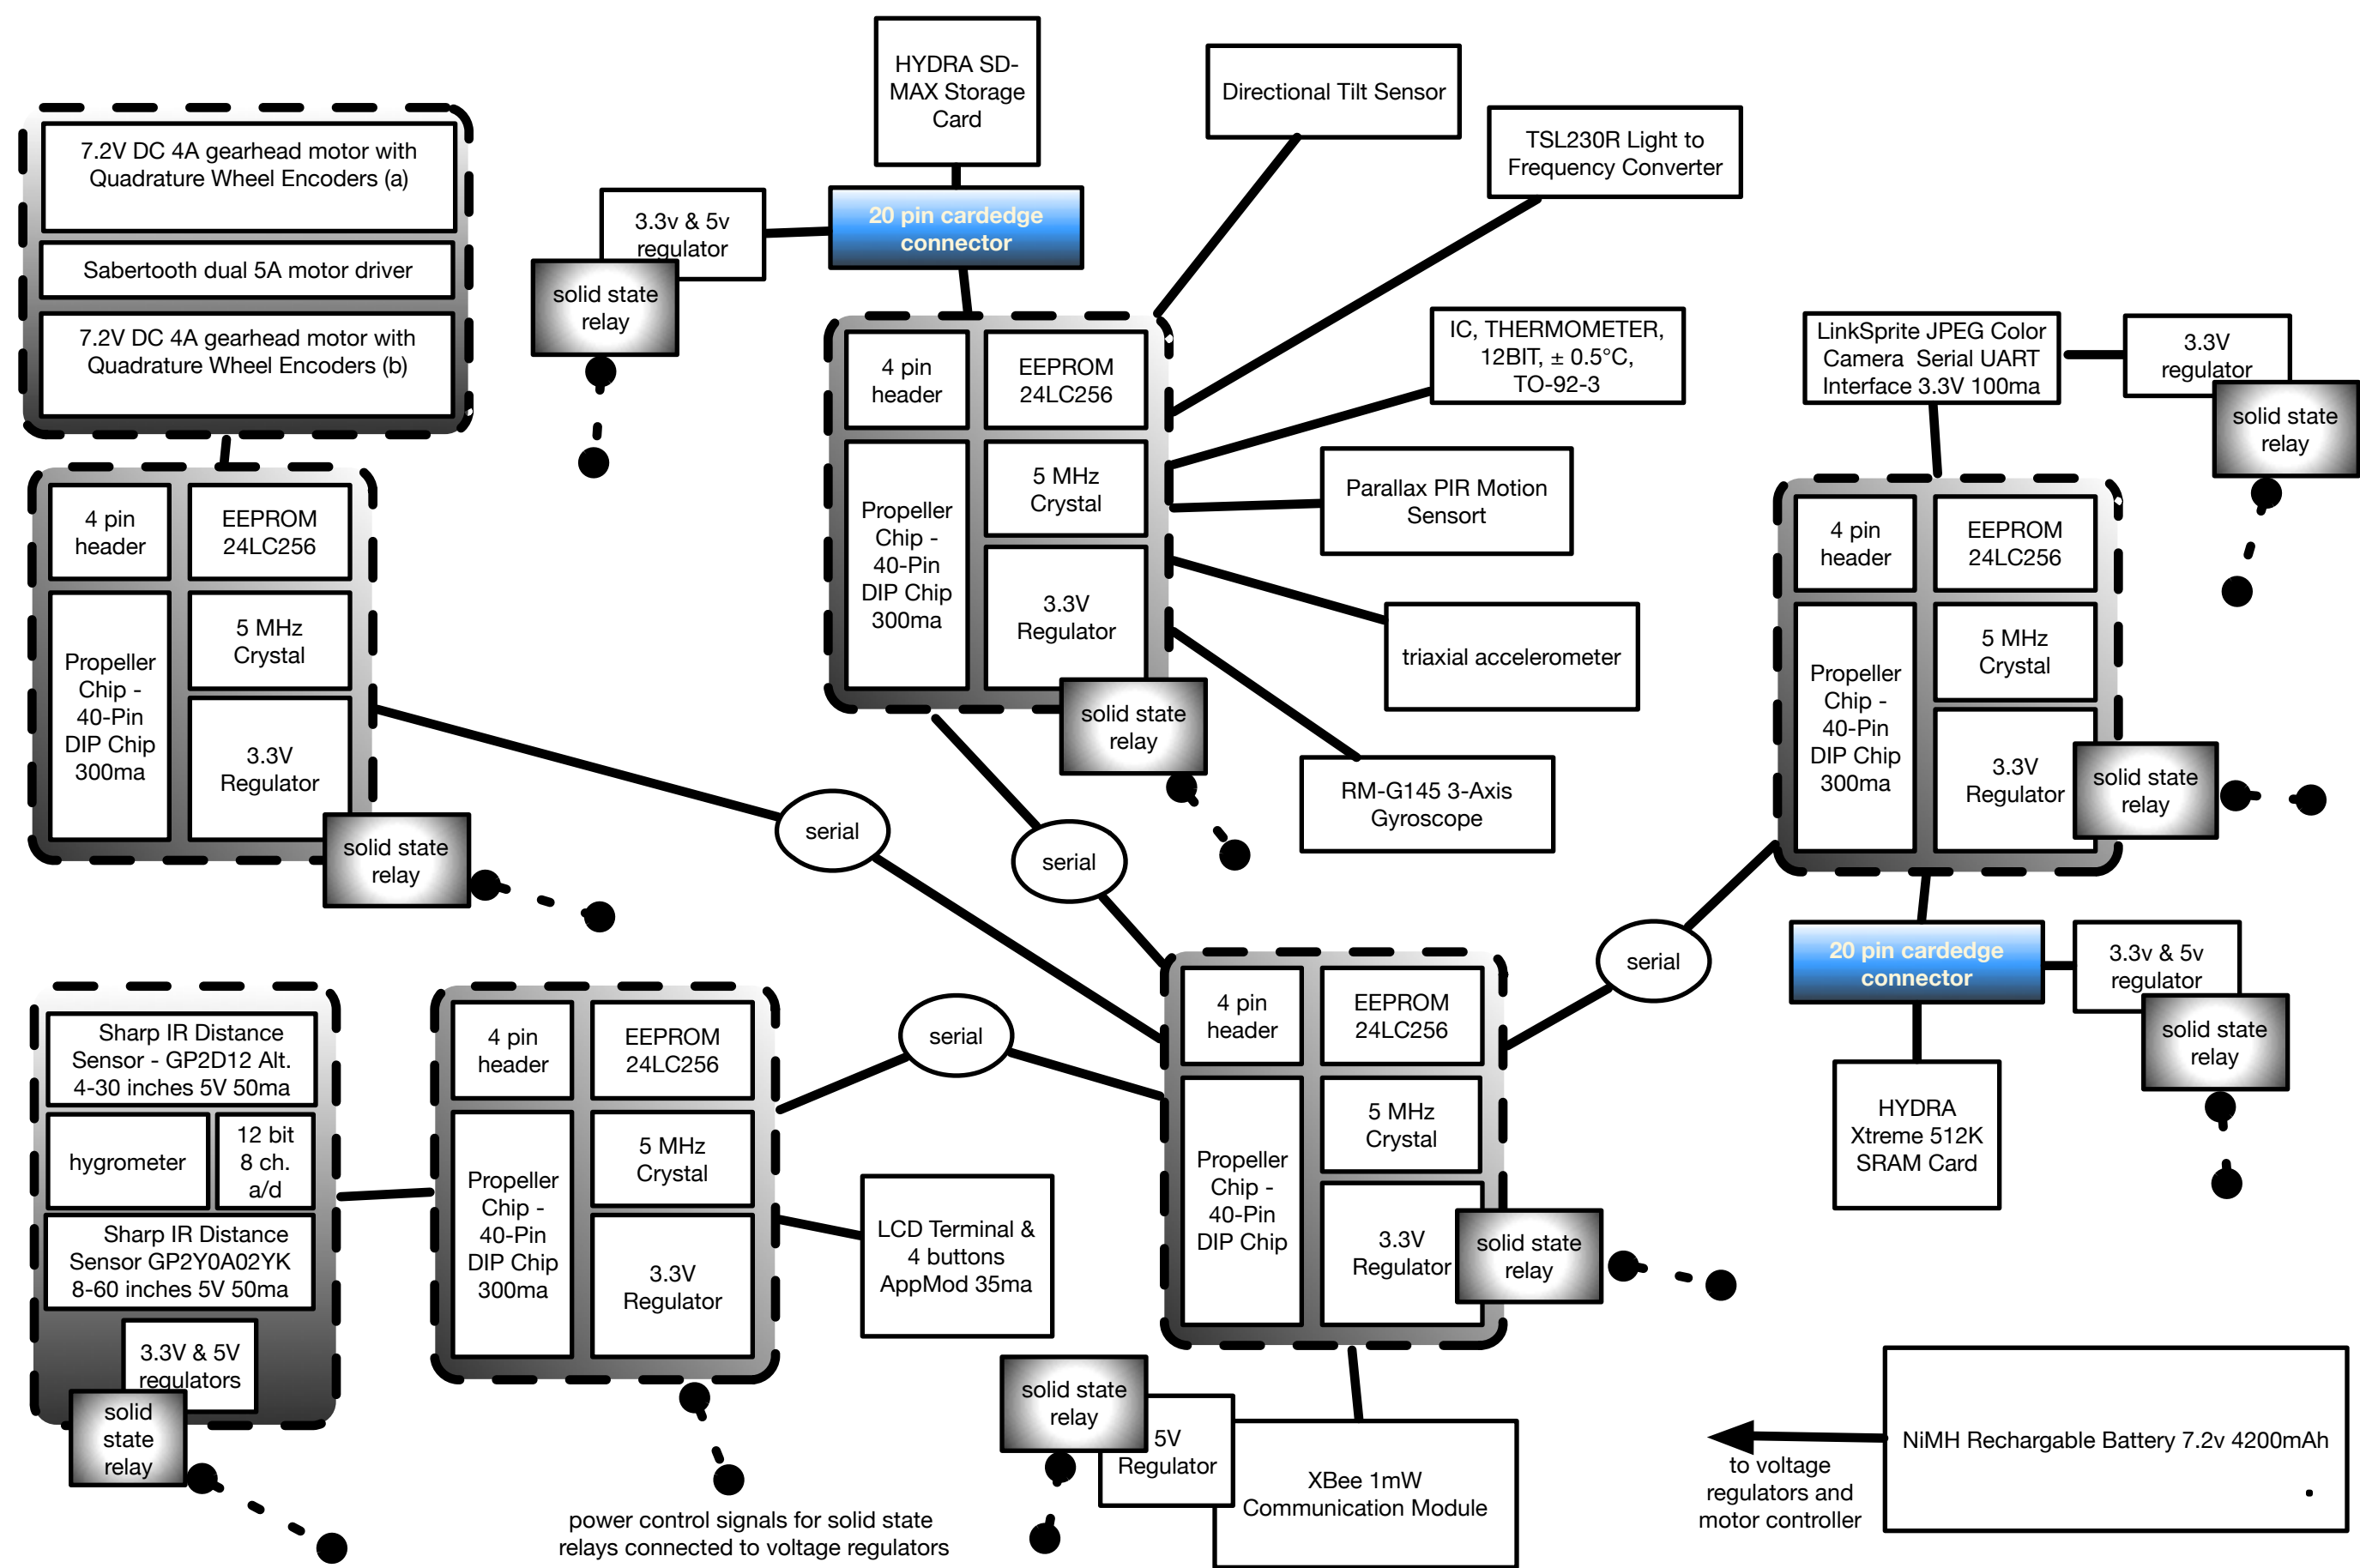 HYDRA SD-
MAX Storage
Card
Directional Tilt Sensor
TSL230R Light to
Frequency Converter
7.2V DC 4A gearhead motor with
Quadrature Wheel Encoders (a)
Sabertooth dual 5A motor driver
7.2V DC 4A gearhead motor with
Quadrature Wheel Encoders (b)
3.3v & 5v
regulator
solid state
relay
20 pin cardedge
connector
4 pin
header
EEPROM
24LC256
5 MHz
Crystal
Propeller
Chip -
40-Pin
DIP Chip
300ma
3.3V
Regulator
solid state
relay
IC, THERMOMETER,
12BIT, ± 0.5°C,
TO-92-3
Parallax PIR Motion
Sensort
triaxial accelerometer
RM-G145 3-Axis
Gyroscope
LinkSprite JPEG Color
Camera  Serial UART
Interface 3.3V 100ma
3.3V
regulator
solid state
relay
4 pin
header
EEPROM
24LC256
5 MHz
Crystal
Propeller
Chip -
40-Pin
DIP Chip
300ma
3.3V
Regulator
solid state
relay
4 pin
header
EEPROM
24LC256
5 MHz
Crystal
Propeller
Chip -
40-Pin
DIP Chip
300ma
3.3V
Regulator
solid state
relay
serial
serial
serial
serial
20 pin cardedge
connector
3.3v & 5v
regulator
solid state
relay
HYDRA
Xtreme 512K
SRAM Card
Sharp IR Distance
Sensor - GP2D12 Alt.
4-30 inches 5V 50ma
hygrometer
12 bit
8 ch.
a/d
Sharp IR Distance
Sensor GP2Y0A02YK
8-60 inches 5V 50ma
3.3V & 5V
regulators
solid
state
relay
4 pin
header
EEPROM
24LC256
5 MHz
Crystal
Propeller
Chip -
40-Pin
DIP Chip
300ma
3.3V
Regulator
LCD Terminal &
4 buttons
AppMod 35ma
4 pin
header
EEPROM
24LC256
5 MHz
Crystal
Propeller
Chip -
40-Pin
DIP Chip
3.3V
Regulator
solid state
relay
solid state
relay
5V
Regulator
XBee 1mW
Communication Module
power control signals for solid state
relays connected to voltage regulators
NiMH Rechargable Battery 7.2v 4200mAh
to voltage
regulators and
motor controller